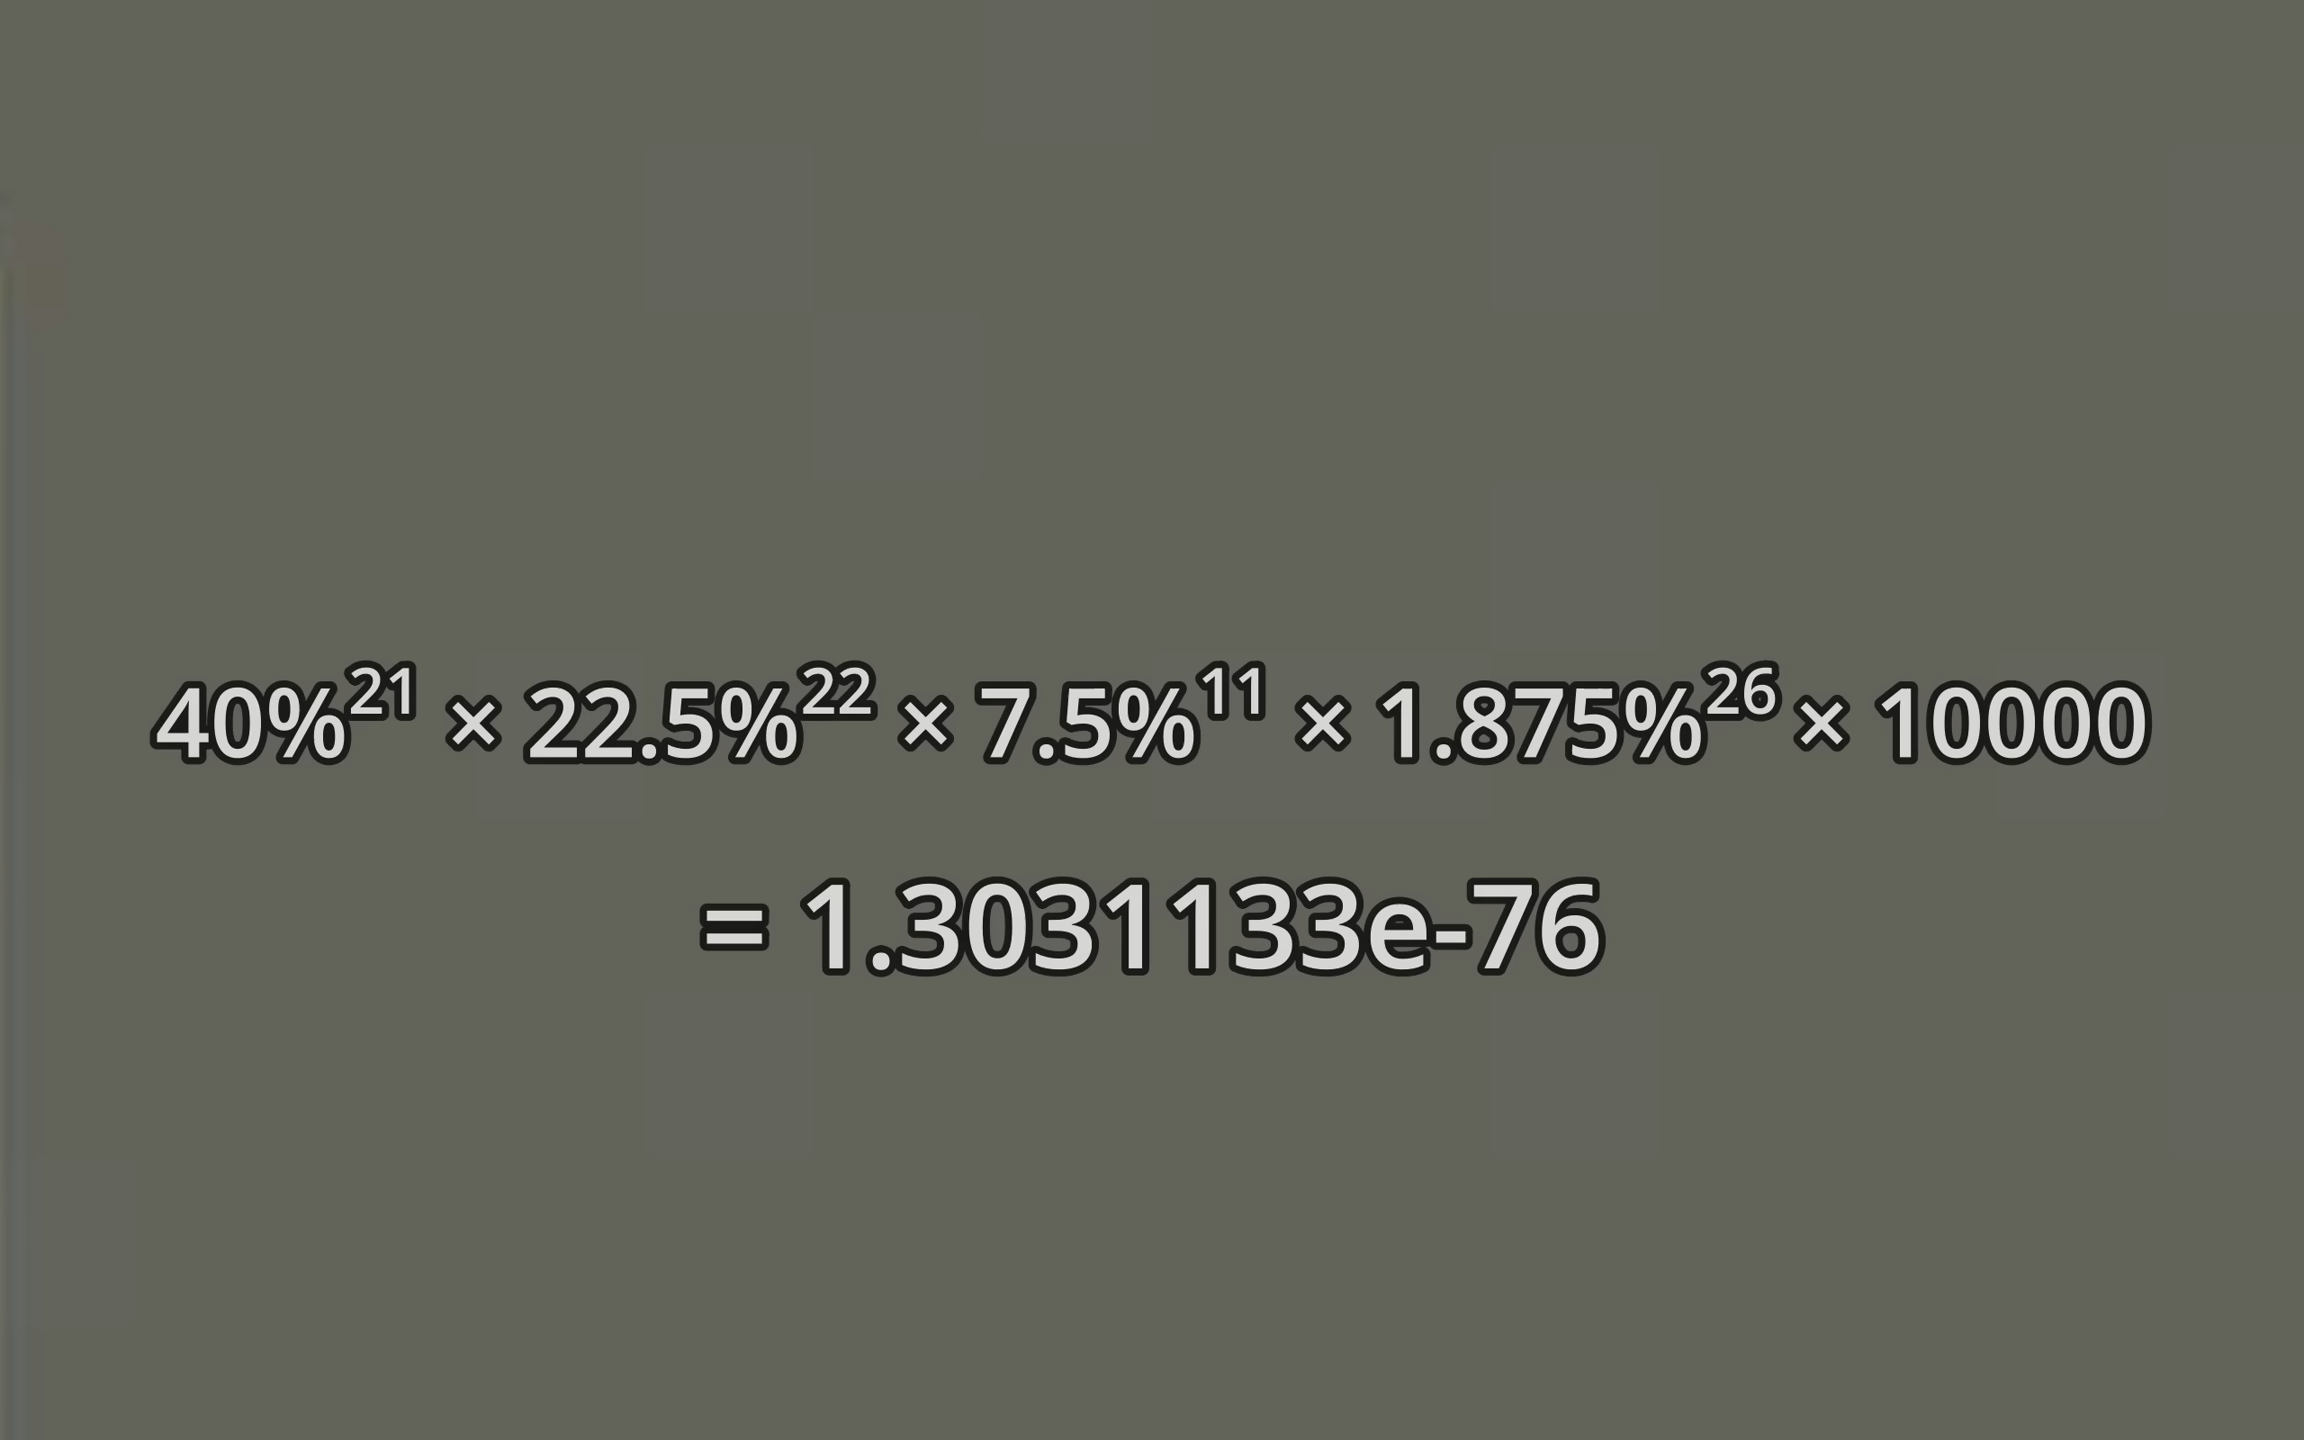 40%²¹ × 22.5%²² × 7.5%¹¹ × 1.875%²⁶ × 10000
= 1.3031133e-76